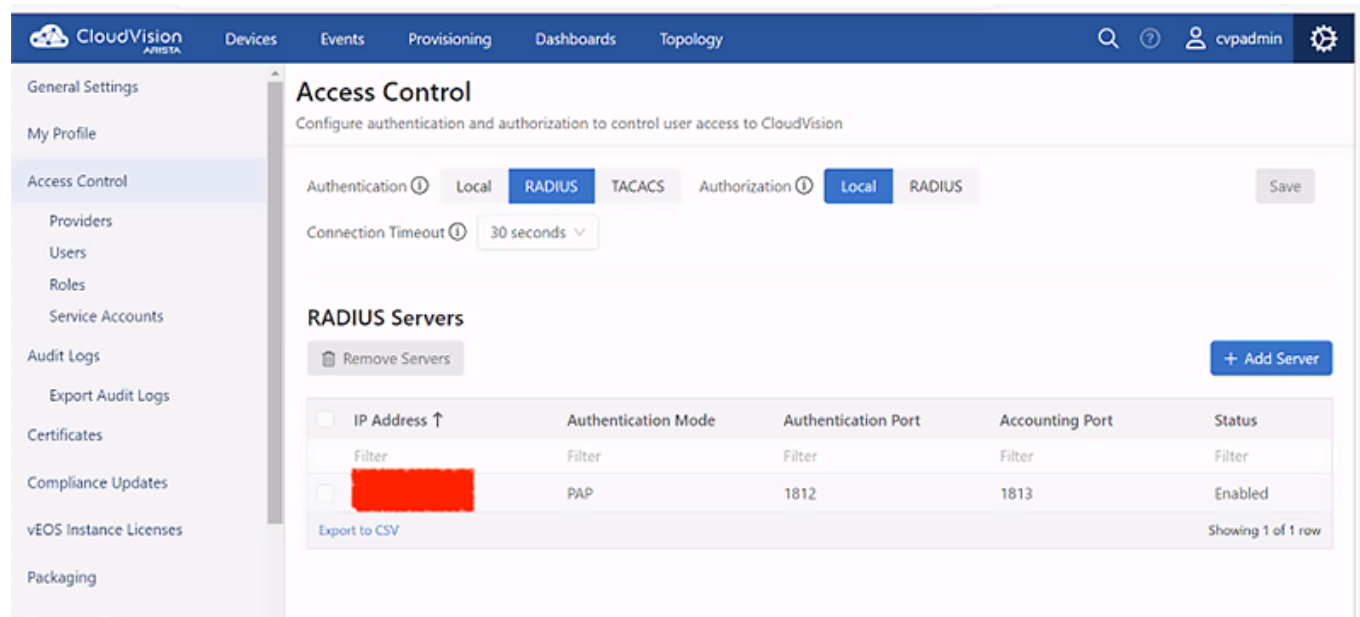 CloudVision
ARISTA
Devices
Events
Provisioning
Dashboards
Topology
cvpadmin
General Settings
My Profile
Access Control
Providers
Users
Roles
Service Accounts
Audit Logs
Export Audit Logs
Certificates
Compliance Updates
vEOS Instance Licenses
Packaging
Access Control
Configure authentication and authorization to control user access to CloudVision
Authentication Local RADIUS TACACS Authorization Local RADIUS Save
Connection Timeout 30 seconds
RADIUS Servers
Remove Servers
+ Add Server
IP Address ↑ Authentication Mode Authentication Port Accounting Port Status
Filter Filter Filter Filter Filter
PAP 1812 1813 Enabled
Export to CSV Showing 1 of 1 row